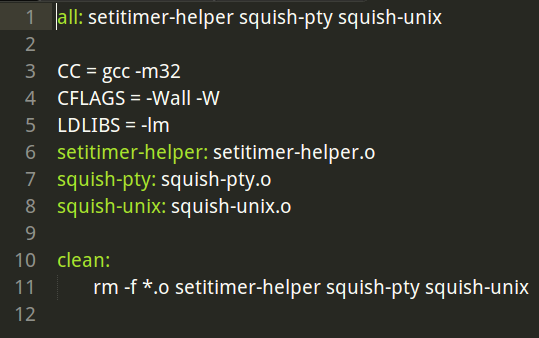 1 all: setitimer-helper squish-pty squish-unix
2
3 CC = gcc -m32
4 CFLAGS = -Wall -W
5 LDLIBS = -lm
6 setitimer-helper: setitimer-helper.o
7 squish-pty: squish-pty.o
8 squish-unix: squish-unix.o
9
10 clean:
11 rm -f *.o setitimer-helper squish-pty squish-unix
12